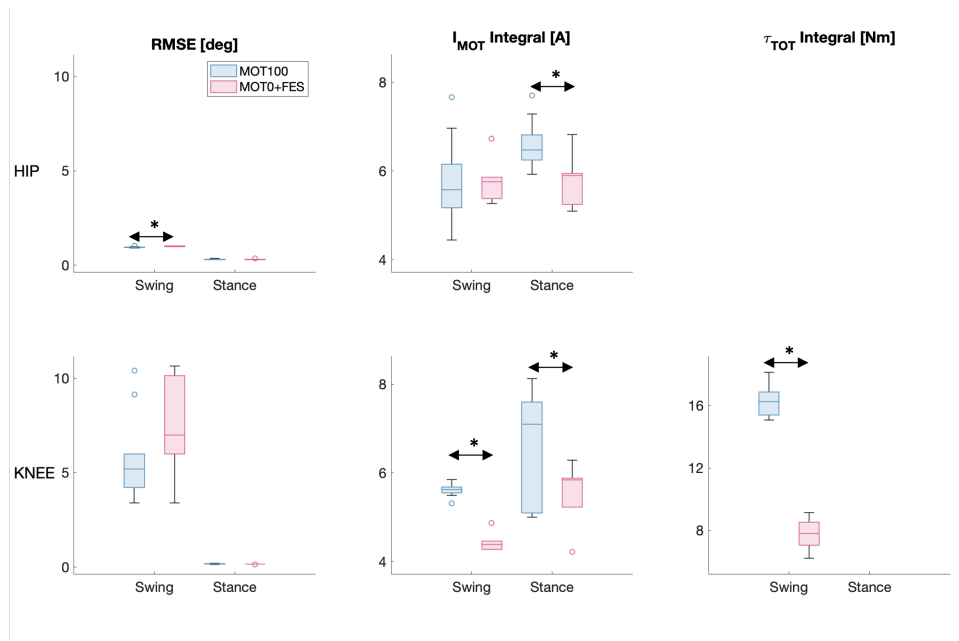 RMSE [deg]
I_MOT Integral [A]
τ_TOT Integral [Nm]
MOT100
MOT0+FES
10
5
0
HIP
*
Swing
Stance
8
6
4
*
Swing
Stance
10
5
0
KNEE
Swing
Stance
8
6
4
*
*
Swing
Stance
16
12
8
*
Swing
Stance